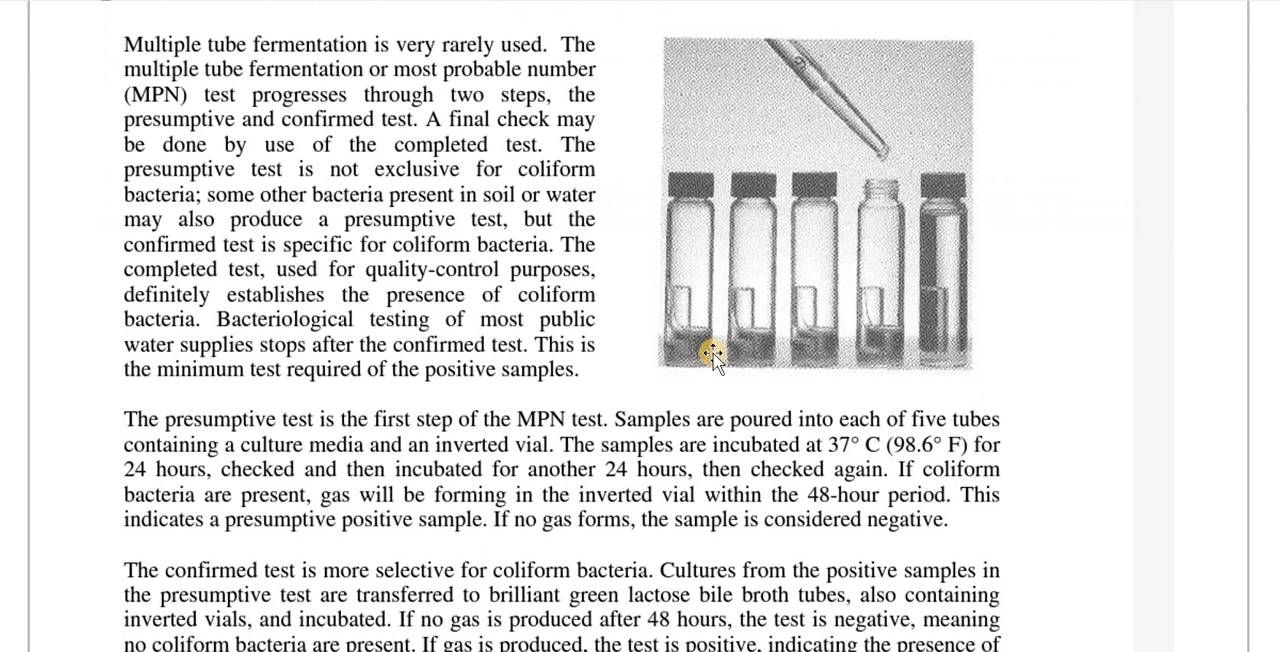 Multiple tube fermentation is very rarely used. The
multiple tube fermentation or most probable number
(MPN) test progresses through two steps, the
presumptive and confirmed test. A final check may
be done by use of the completed test. The
presumptive test is not exclusive for coliform
bacteria; some other bacteria present in soil or water
may also produce a presumptive test, but the
confirmed test is specific for coliform bacteria. The
completed test, used for quality-control purposes,
definitely establishes the presence of coliform
bacteria. Bacteriological testing of most public
water supplies stops after the confirmed test. This is
the minimum test required of the positive samples.
The presumptive test is the first step of the MPN test. Samples are poured into each of five tubes
containing a culture media and an inverted vial. The samples are incubated at 37° C (98.6° F) for
24 hours, checked and then incubated for another 24 hours, then checked again. If coliform
bacteria are present, gas will be forming in the inverted vial within the 48-hour period. This
indicates a presumptive positive sample. If no gas forms, the sample is considered negative.
The confirmed test is more selective for coliform bacteria. Cultures from the positive samples in
the presumptive test are transferred to brilliant green lactose bile broth tubes, also containing
inverted vials, and incubated. If no gas is produced after 48 hours, the test is negative, meaning
no coliform bacteria are present. If gas is produced, the test is positive, indicating the presence of